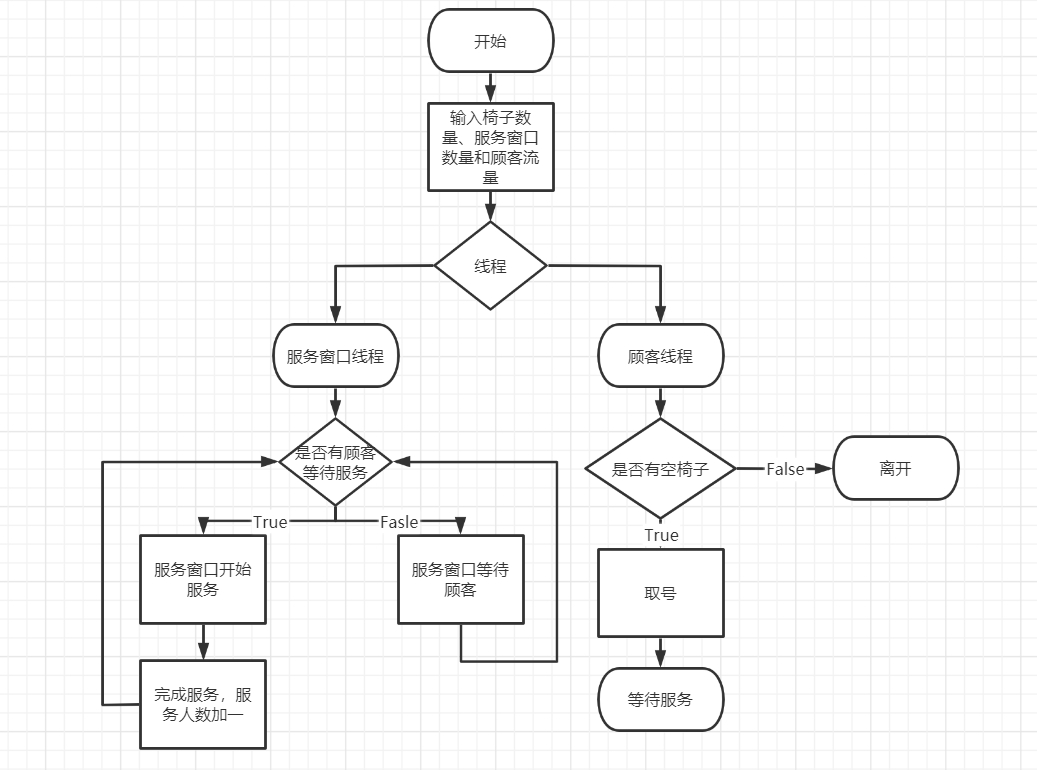 开始
输入椅子数
量、服务窗口
数量和顾客流
量
线程
服务窗口线程
顾客线程
是否有顾客
等待服务
是否有空椅子
False
离开
True
Fasle
True
服务窗口开始
服务
服务窗口等待
顾客
取号
完成服务，服
务人数加一
等待服务